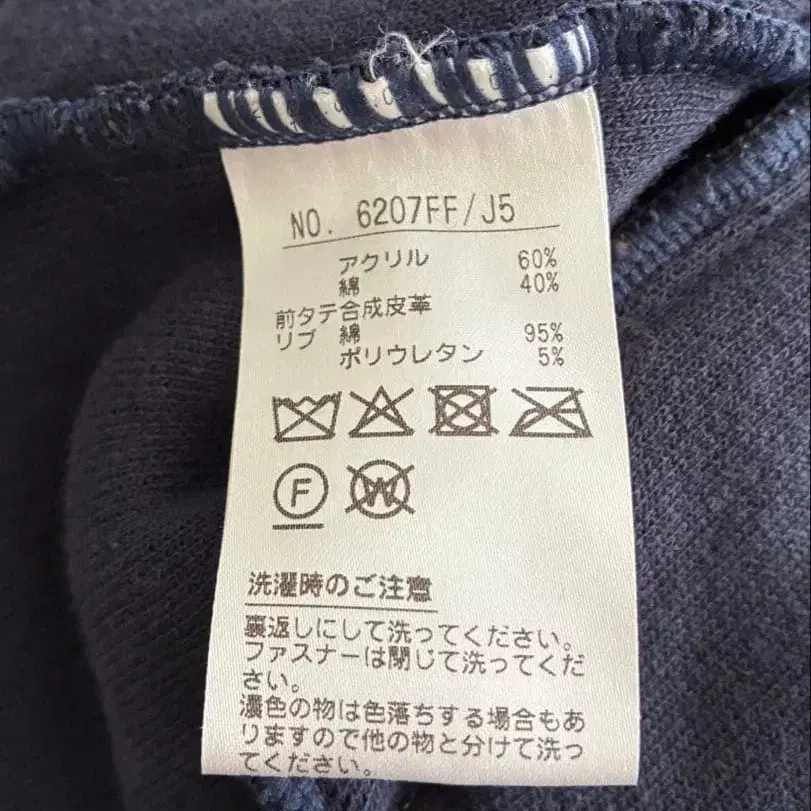 NO. 6207FF/J5
アクリル 60%
綿 40%
前タテ合成皮革
リブ 綿 95%
ポリウレタン 5%
F W
洗濯時のご注意
裏返しにして洗ってください。
ファスナーは閉じて洗ってくだ
さい。
濃色の物は色落ちする場合もあ
りますので他の物と分けて洗っ
てください。